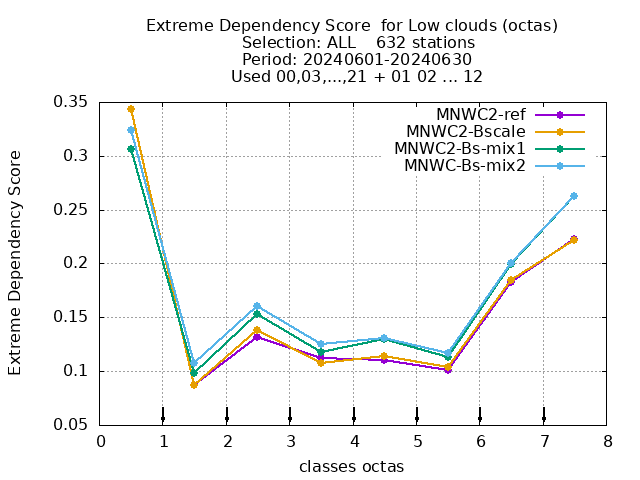 Extreme Dependency Score  for Low clouds (octas)
Selection: ALL    632 stations
Period: 20240601-20240630
Used 00,03,...,21 + 01 02 ... 12
MNWC2-ref
MNWC2-Bscale
MNWC2-Bs-mix1
MNWC-Bs-mix2
Extreme Dependency Score
0.35
0.3
0.25
0.2
0.15
0.1
0.05
0 1 2 3 4 5 6 7 8
classes octas